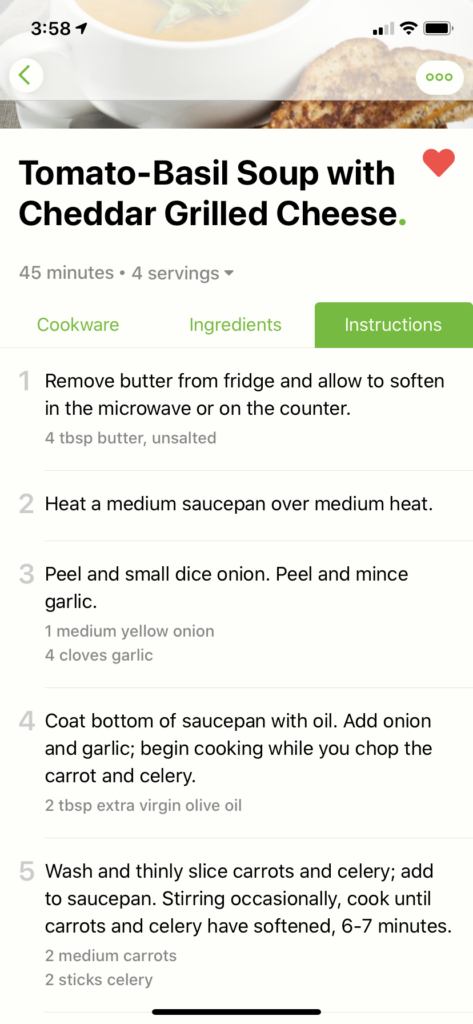 3:58
Tomato-Basil Soup with
Cheddar Grilled Cheese.
45 minutes • 4 servings
Cookware
Ingredients
Instructions
1 Remove butter from fridge and allow to soften
in the microwave or on the counter.
4 tbsp butter, unsalted
2 Heat a medium saucepan over medium heat.
3 Peel and small dice onion. Peel and mince
garlic.
1 medium yellow onion
4 cloves garlic
4 Coat bottom of saucepan with oil. Add onion
and garlic; begin cooking while you chop the
carrot and celery.
2 tbsp extra virgin olive oil
5 Wash and thinly slice carrots and celery; add
to saucepan. Stirring occasionally, cook until
carrots and celery have softened, 6-7 minutes.
2 medium carrots
2 sticks celery